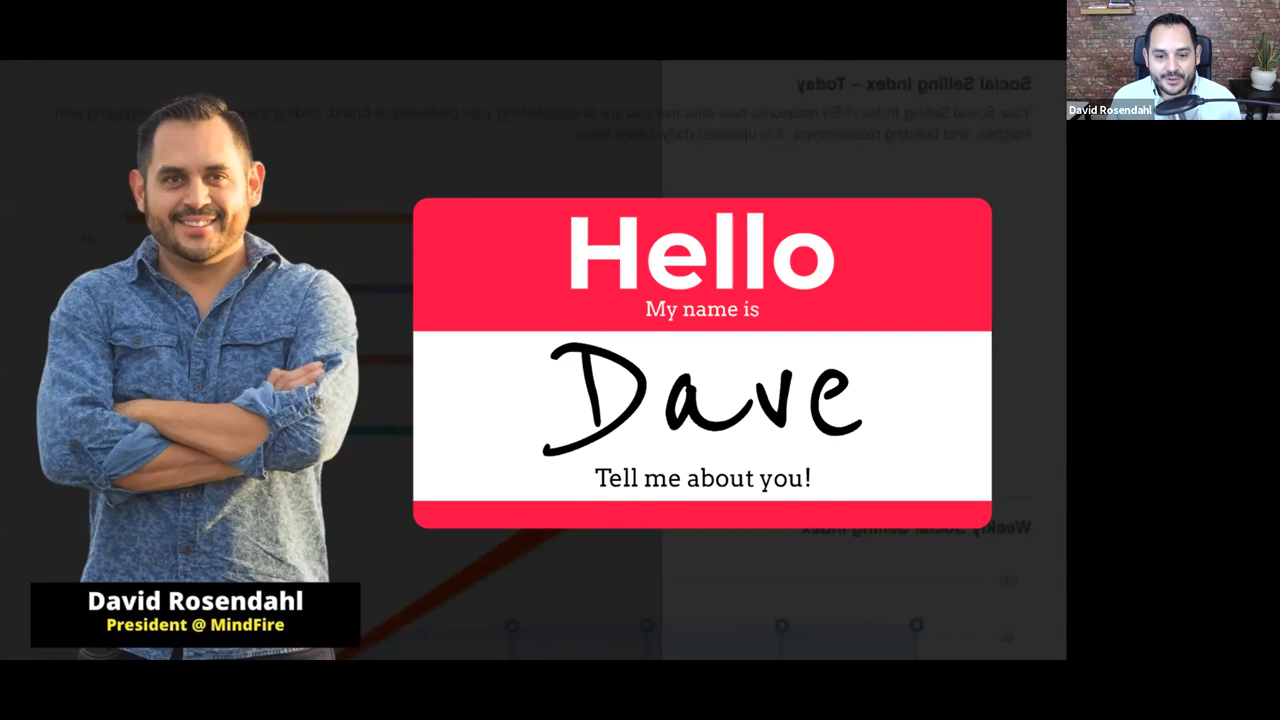 Social Selling Index – Today
Hello
My name is
Dave
Tell me about you!
Weekly Social Selling Index
100
David Rosendahl
President @ MindFire
David Rosendahl